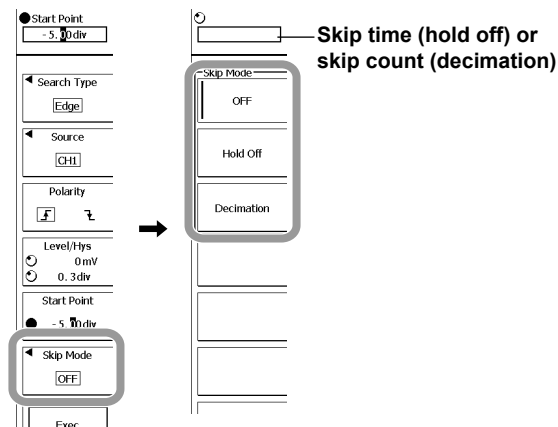 Start Point
-5.00div
Search Type
Edge
Source
CH1
Polarity
Level/Hys
0mV
0.3div
Start Point
-5.00div
Skip Mode
OFF
Exec
Skip time (hold off) or
skip count (decimation)
Skip Mode
OFF
Hold Off
Decimation